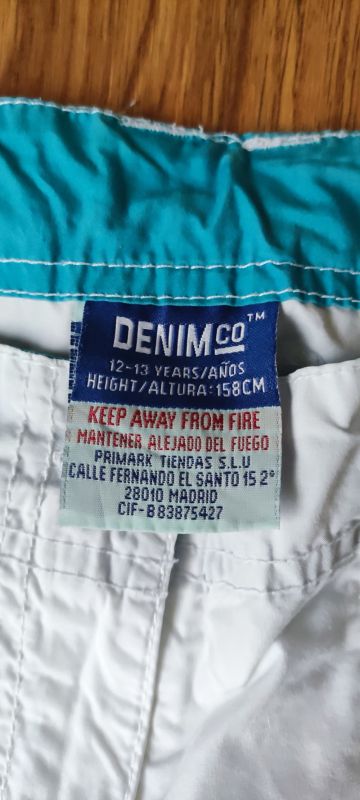 DENIMCO™
12-13 YEARS/AÑOS
HEIGHT/ALTURA:158CM
KEEP AWAY FROM FIRE
MANTENER ALEJADO DEL FUEGO
PRIMARK TIENDAS S.L.U
CALLE FERNANDO EL SANTO 15 2º
28010 MADRID
CIF-B83875427